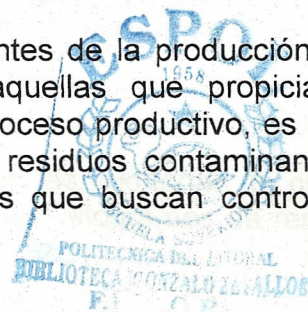 ntes de la producción
ESPOL
1958
aquellas que propicia
oceso productivo, es
residuos contaminan
s que buscan contro
POLITECNICA DEL LITORAL
BIBLIOTECA GONZALO ZEVALLOS
F.I C.P